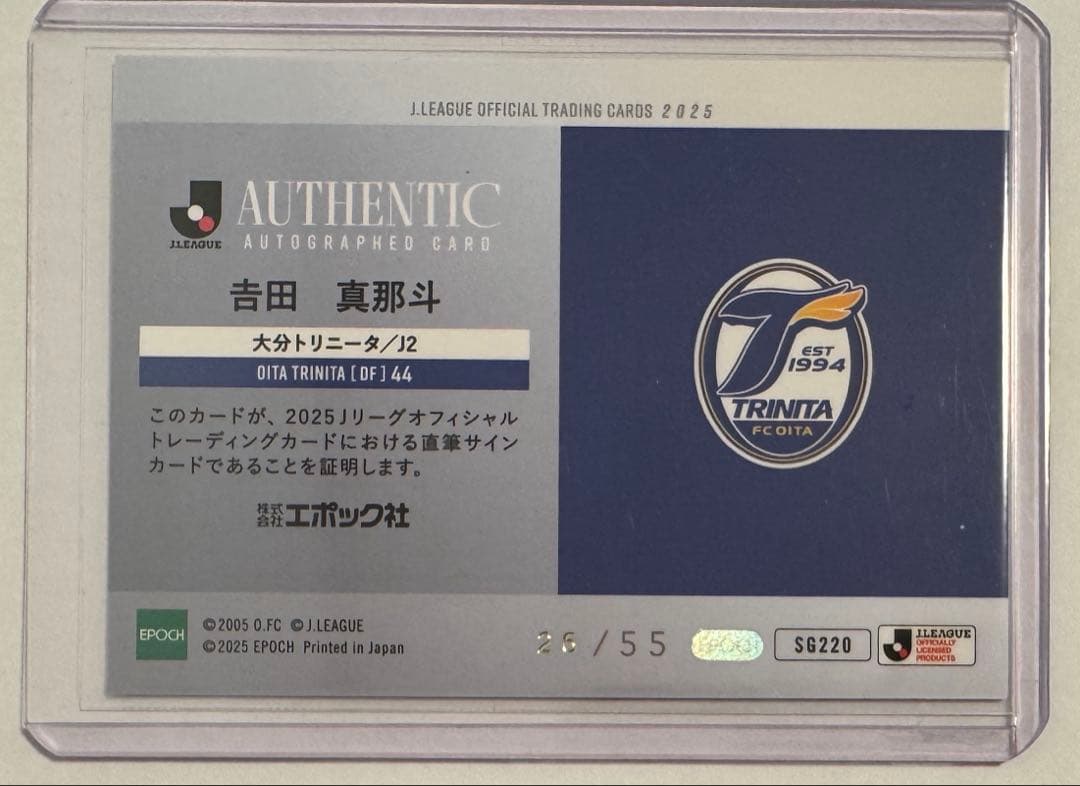 J.LEAGUE OFFICIAL TRADING CARDS 2025
J.LEAGUE
AUTHENTIC
AUTOGRAPHED CARD
𠮷田 真那斗
大分トリニータ/J2
OITA TRINITA [DF] 44
このカードが、2025Jリーグオフィシャル
トレーディングカードにおける直筆サイン
カードであることを証明します。
株式会社エポック社
EST
1994
TRINITA
FC OITA
EPOCH
©2005 O.FC ©J.LEAGUE
©2025 EPOCH Printed in Japan
26/55
EPOCH
SG220
J.LEAGUE
OFFICIALLY
LICENSED
PRODUCTS